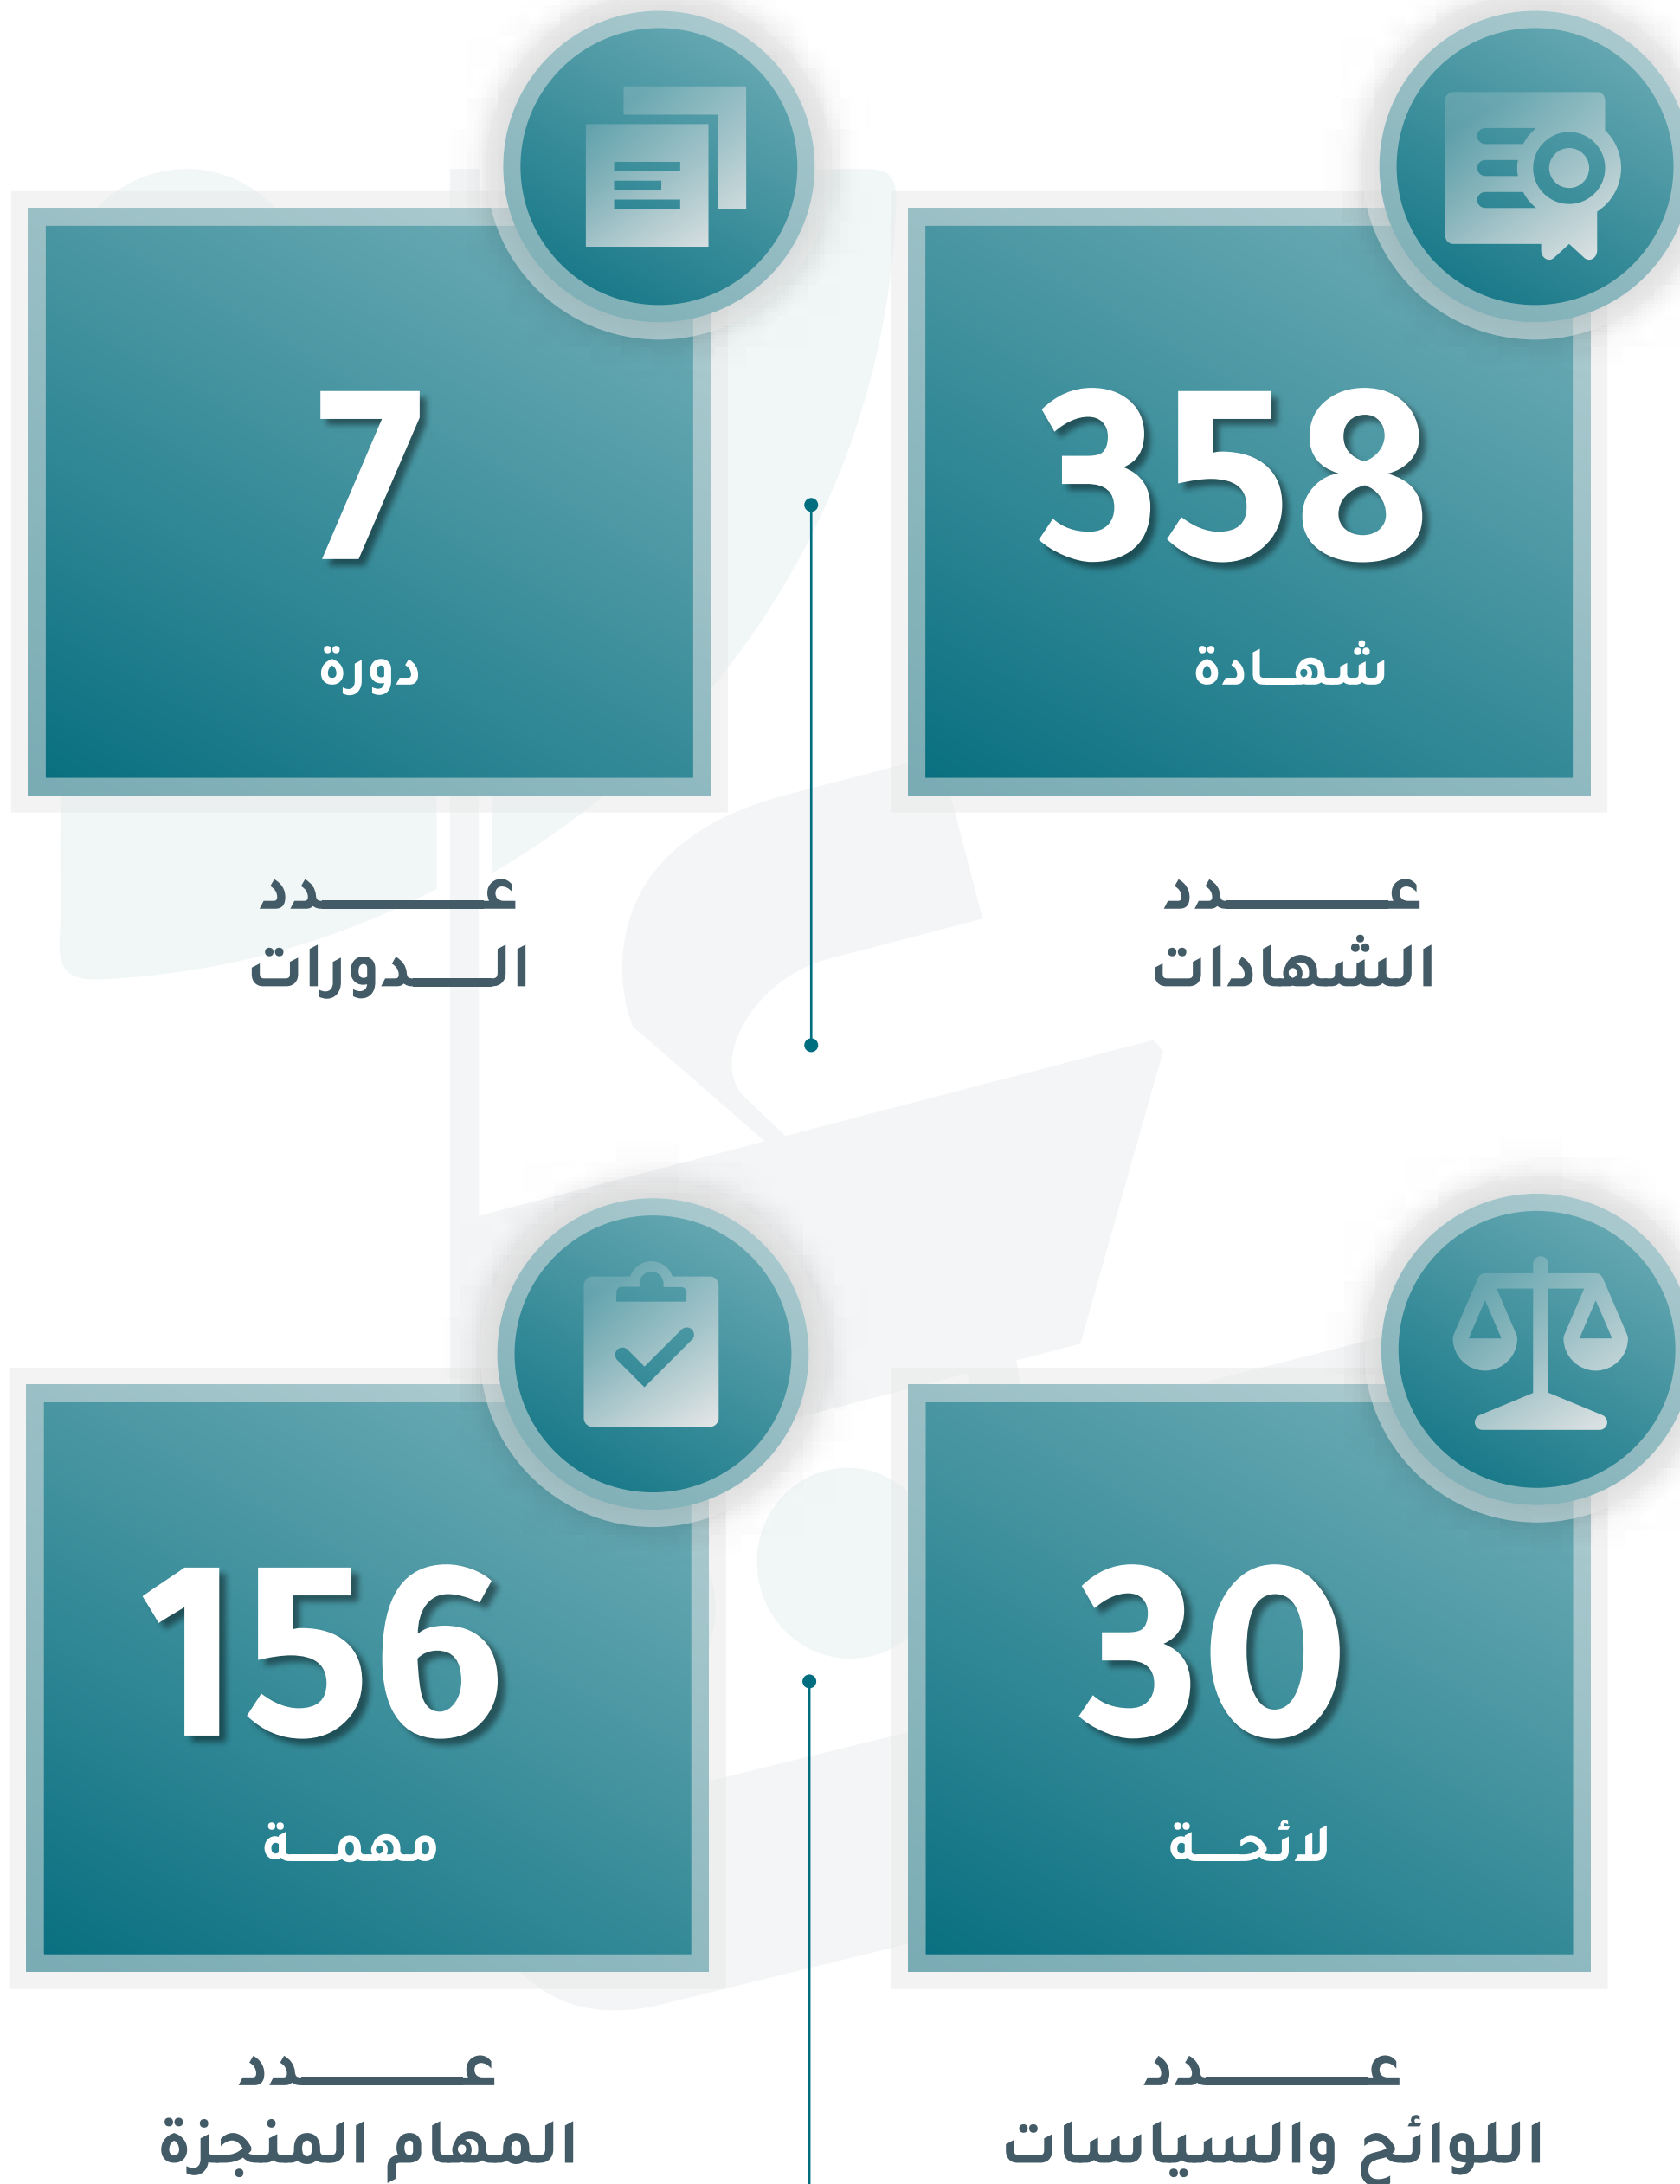 358
شهادة
عدد
الشهادات
7
دورة
عدد
الدورات
30
لائحة
عدد
اللوائح والسياسات
156
مهمة
عدد
المهام المنجزة